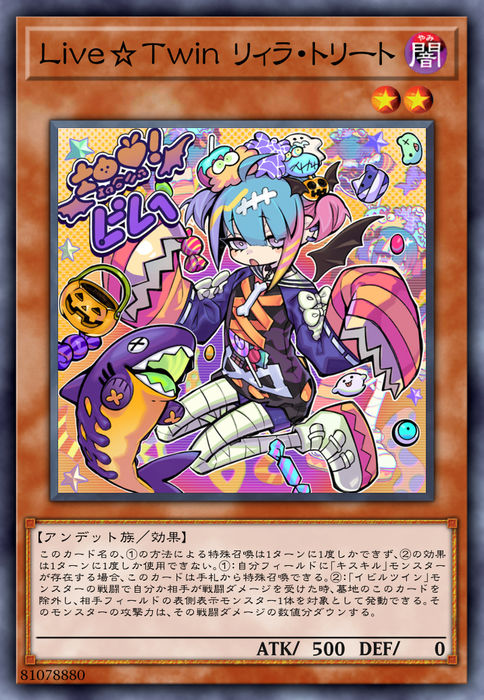 Live☆Twin リィラ・トリート
闇
やみ
【アンデット族／効果】
このカード名の、①の方法による特殊召喚は1ターンに1度しかできず、②の効果
は1ターンに1度しか使用できない。①：自分フィールドに「キスキル」モンスター
が存在する場合、このカードは手札から特殊召喚できる。②：「イビルツイン」モン
スターの戦闘で自分か相手が戦闘ダメージを受けた時、墓地のこのカードを
除外し、相手フィールドの表側表示モンスター1体を対象として発動できる。そ
のモンスターの攻撃力は、その戦闘ダメージの数値分ダウンする。
ATK/ 500 DEF/ 0
81078880